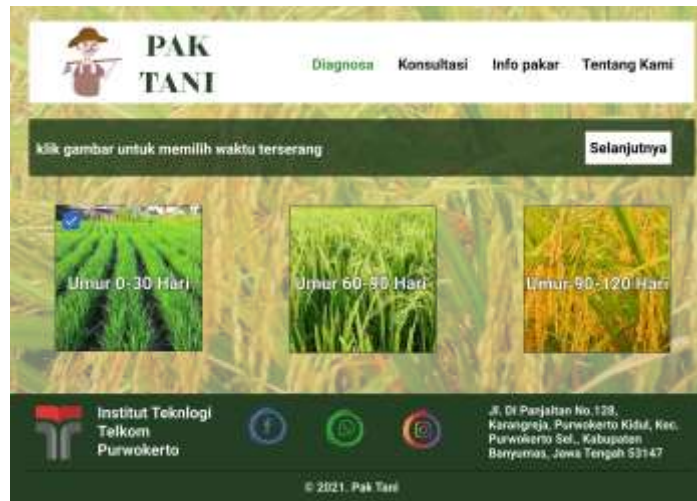 PAK
TANI
Diagnosa Konsultasi Info pakar Tentang Kami
klik gambar untuk memilih waktu terserang
Selanjutnya
Umur 0-30 Hari
Umur 60-90 Hari
Umur 90-120 Hari
Institut Teknlogi
Telkom
Purwokerto
Jl. DI Panjaitan No.128,
Karangreja, Purwokerto Kidul, Kec.
Purwokerto Sel., Kabupaten
Banyumas, Jawa Tengah 53147
© 2021. Pak Tani